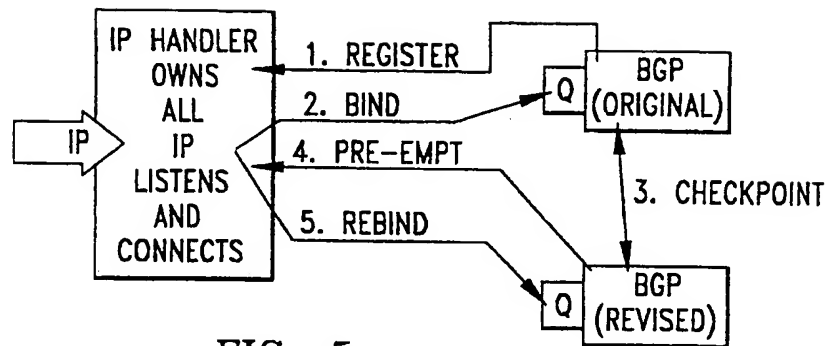 IP HANDLER
OWNS
ALL
IP
LISTENS
AND
CONNECTS
IP
1. REGISTER
2. BIND
4. PRE-EMPT
5. REBIND
Q
BGP
(ORIGINAL)
3. CHECKPOINT
Q
BGP
(REVISED)